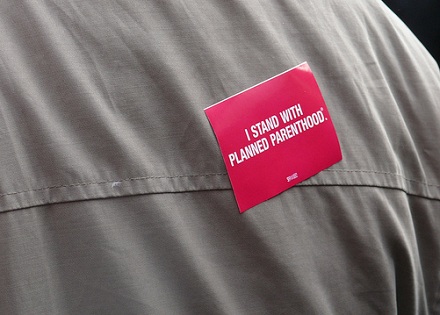 I STAND WITH
PLANNED PARENTHOOD®.